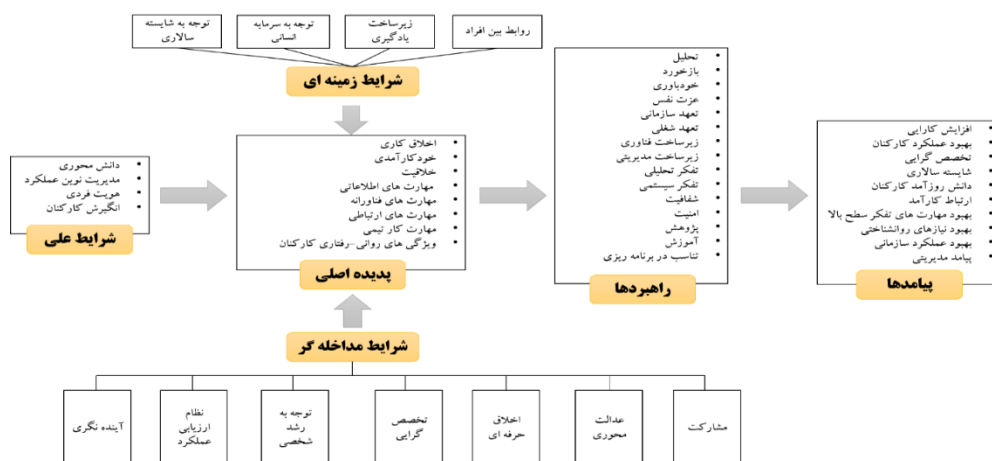 روابط بین افراد
زیرساخت
یادگیری
توجه به سرمایه
انسانی
توجه به شایسته
سالاری
شرایط زمینه ای
دانش محوری
مدیریت نوین عملکرد
هویت فردی
انگیزش کارکنان
شرایط علی
اخلاق کاری
خودکارآمدی
خلاقیت
مهارت های اطلاعاتی
مهارت های فناورانه
مهارت های ارتباطی
مهارت کار تیمی
ویژگی های روانی-رفتاری کارکنان
پدیده اصلی
تحلیل
بازخورد
خودباوری
عزت نفس
تعهد سازمانی
تعهد شغلی
زیرساخت فناوری
زیرساخت مدیریتی
تفکر تحلیلی
تفکر سیستمی
شفافیت
امنیت
پژوهش
آموزش
تناسب در برنامه ریزی
راهبردها
افزایش کارایی
بهبود عملکرد کارکنان
تخصص گرایی
شایسته سالاری
دانش روزآمد کارکنان
ارتباط کارآمد
بهبود مهارت های تفکر سطح بالا
بهبود نیازهای روانشناختی
بهبود عملکرد سازمانی
پیامد مدیریتی
پیامدها
شرایط مداخله گر
مشارکت
عدالت
محوری
اخلاق
حرفه ای
تخصص
گرایی
توجه به
رشد
شخصی
نظام
ارزیابی
عملکرد
آینده نگری